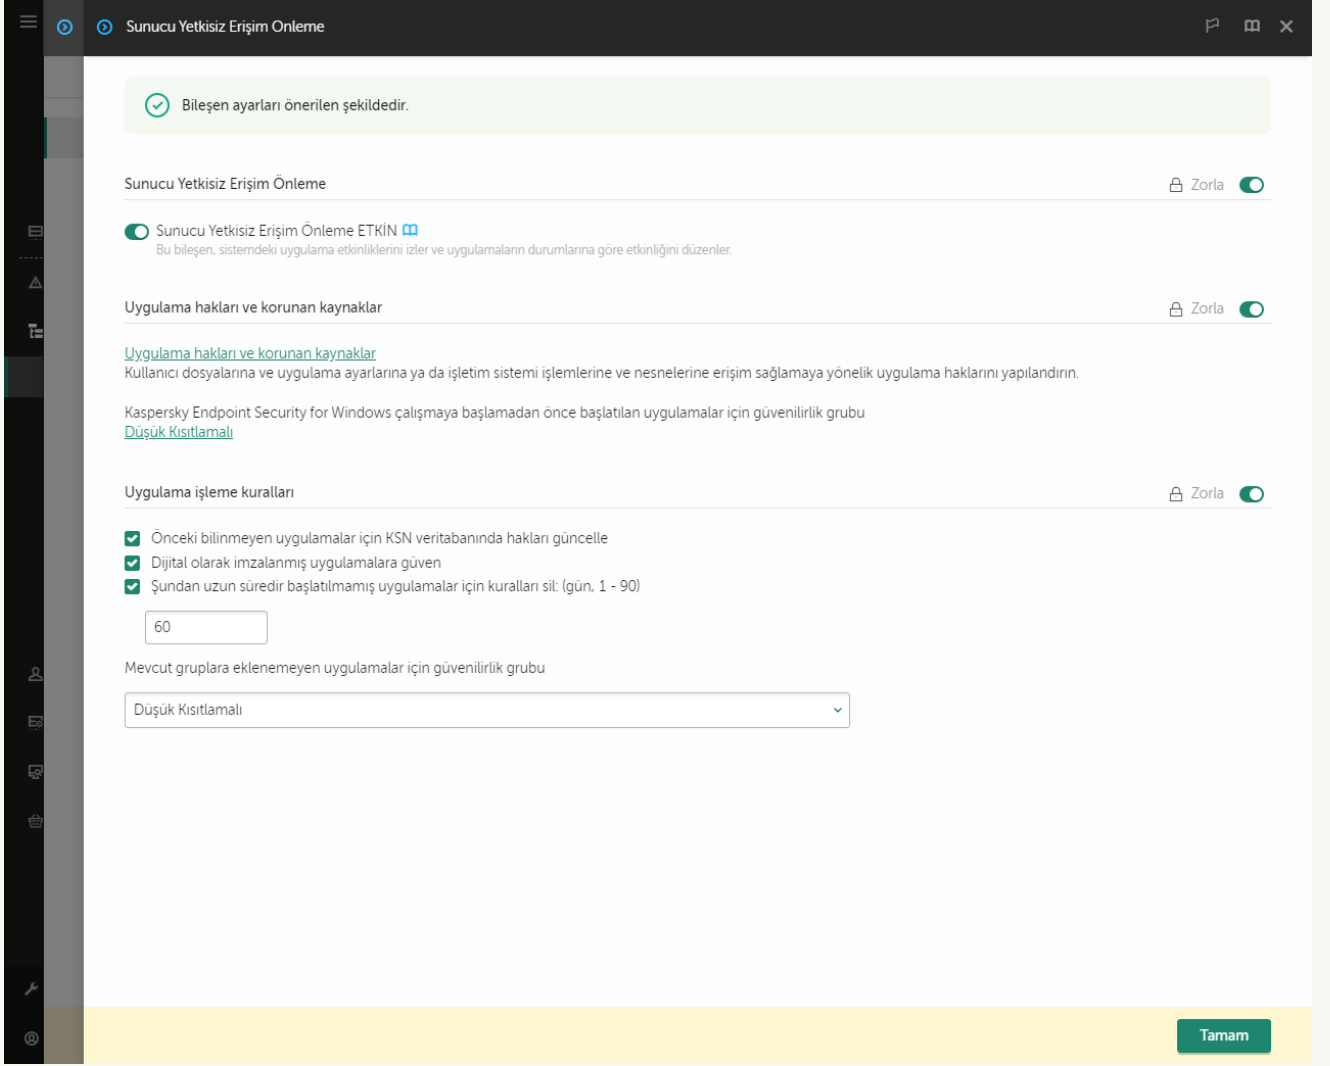 Sunucu Yetkisiz Erişim Önleme
Bileşen ayarları önerilen şekildedir.
Sunucu Yetkisiz Erişim Önleme
Zorla
Sunucu Yetkisiz Erişim Önleme ETKİN
Bu bileşen, sistemdeki uygulama etkinliklerini izler ve uygulamaların durumlarına göre etkinliğini düzenler.
Uygulama hakları ve korunan kaynaklar
Zorla
Uygulama hakları ve korunan kaynaklar
Kullanıcı dosyalarına ve uygulama ayarlarına ya da işletim sistemi işlemlerine ve nesnelerine erişim sağlamaya yönelik uygulama haklarını yapılandırın.
Kaspersky Endpoint Security for Windows çalışmaya başlamadan önce başlatılan uygulamalar için güvenilirlik grubu
Düşük Kısıtlamalı
Uygulama işleme kuralları
Zorla
Önceki bilinmeyen uygulamalar için KSN veritabanında hakları güncelle
Dijital olarak imzalanmış uygulamalara güven
Şundan uzun süredir başlatılmamış uygulamalar için kuralları sil: (gün, 1 - 90)
60
Mevcut gruplara eklenemeyen uygulamalar için güvenilirlik grubu
Düşük Kısıtlamalı
Tamam